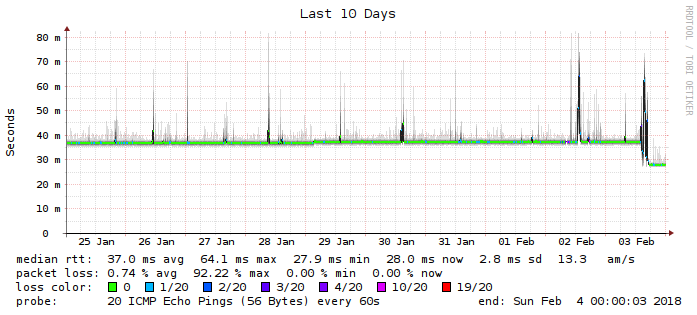 Last 10 Days
RRDTOOL / TOBI OETIKER
Seconds
80 m
70 m
60 m
50 m
40 m
30 m
20 m
10 m
0
25 Jan 26 Jan 27 Jan 28 Jan 29 Jan 30 Jan 31 Jan 01 Feb 02 Feb 03 Feb
median rtt: 37.0 ms avg 64.1 ms max 27.9 ms min 28.0 ms now 2.8 ms sd 13.3 am/s
packet loss: 0.74 % avg 92.22 % max 0.00 % min 0.00 % now
loss color: 0 1/20 2/20 3/20 4/20 10/20 19/20
probe: 20 ICMP Echo Pings (56 Bytes) every 60s end: Sun Feb 4 00:00:03 2018